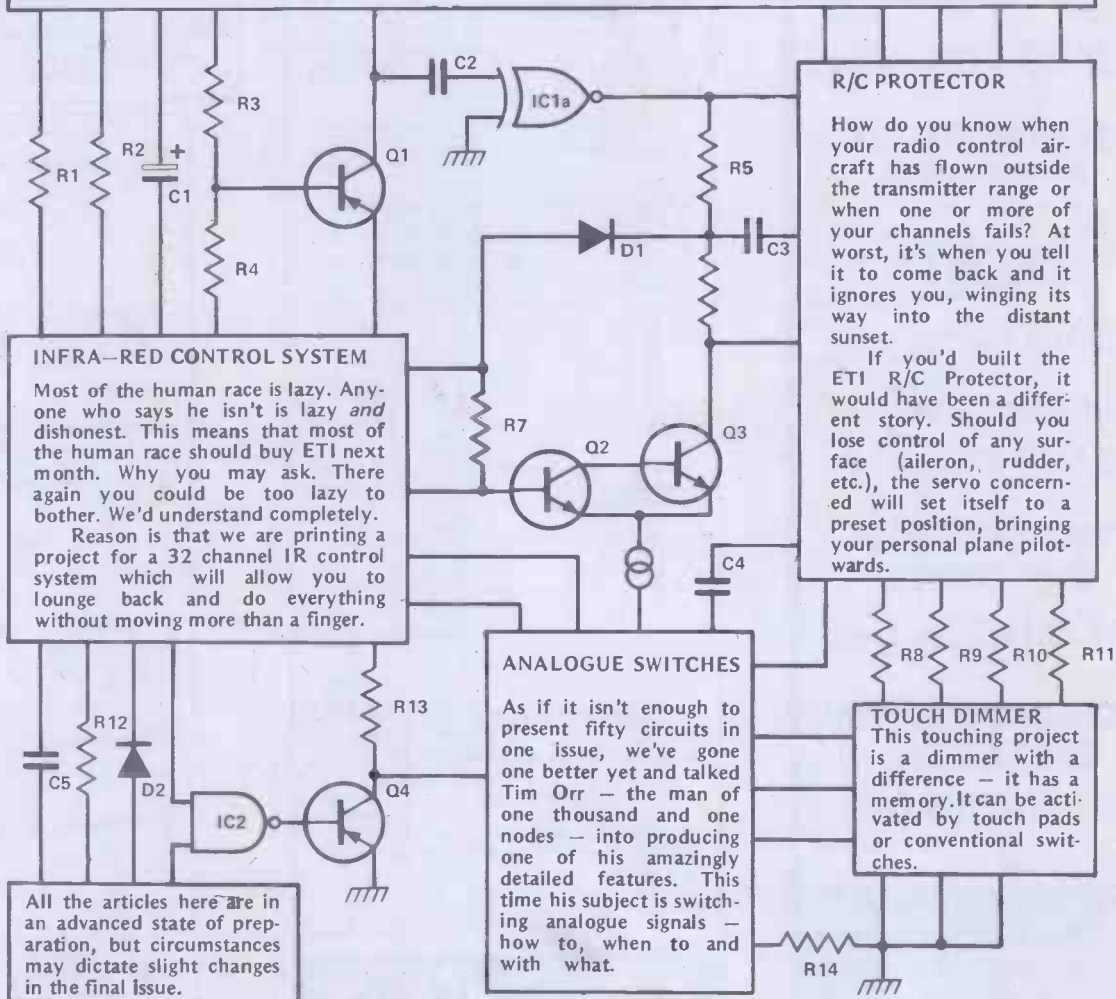 R1
R2
+
C1
R3
R4
Q1
C2
IC1a
R5
D1
C3
R/C PROTECTOR
How do you know when
your radio control air-
craft has flown outside
the transmitter range or
when one or more of
your channels fails? At
worst, it's when you tell
it to come back and it
ignores you, winging its
way into the distant
sunset.
If you'd built the
ETI R/C Protector, it
would have been a differ-
ent story. Should you
lose control of any sur-
face (aileron, rudder,
etc.), the servo concern-
ed will set itself to a
preset position, bringing
your personal plane pilot-
wards.
INFRA-RED CONTROL SYSTEM
Most of the human race is lazy. Any-
one who says he isn't is lazy and
dishonest. This means that most of
the human race should buy ETI next
month. Why you may ask. There
again you could be too lazy to
bother. We'd understand completely.
Reason is that we are printing a
project for a 32 channel IR control
system which will allow you to
lounge back and do everything
without moving more than a finger.
R7
Q2
Q3
C4
R8
R9
R10
R11
C5
R12
D2
IC2
R13
Q4
ANALOGUE SWITCHES
As if it isn't enough to
present fifty circuits in
one issue, we've gone
one better yet and talked
Tim Orr — the man of
one thousand and one
nodes — into producing
one of his amazingly
detailed features. This
time his subject is switch-
ing analogue signals —
how to, when to and
with what.
TOUCH DIMMER
This touching project
is a dimmer with a
difference — it has a
memory. It can be acti-
vated by touch pads
or conventional swit-
ches.
R14
All the articles here are in
an advanced state of prep-
aration, but circumstances
may dictate slight changes
in the final issue.